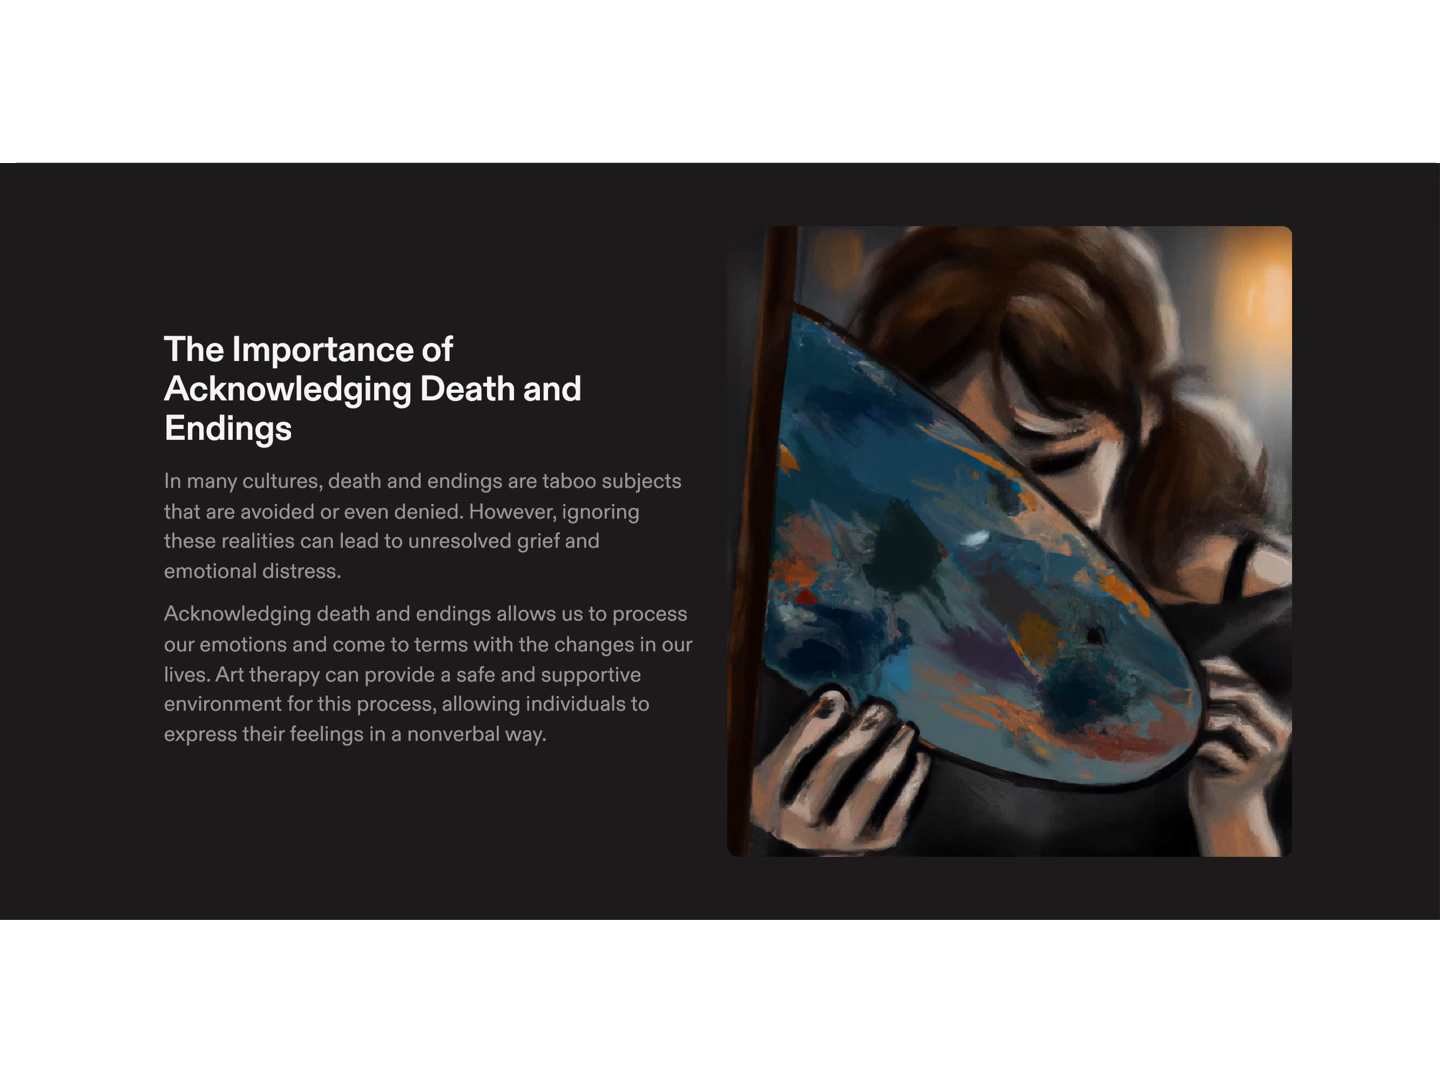 The Importance of
Acknowledging Death and
Endings
In many cultures, death and endings are taboo subjects
that are avoided or even denied. However, ignoring
these realities can lead to unresolved grief and
emotional distress.
Acknowledging death and endings allows us to process
our emotions and come to terms with the changes in our
lives. Art therapy can provide a safe and supportive
environment for this process, allowing individuals to
express their feelings in a nonverbal way.